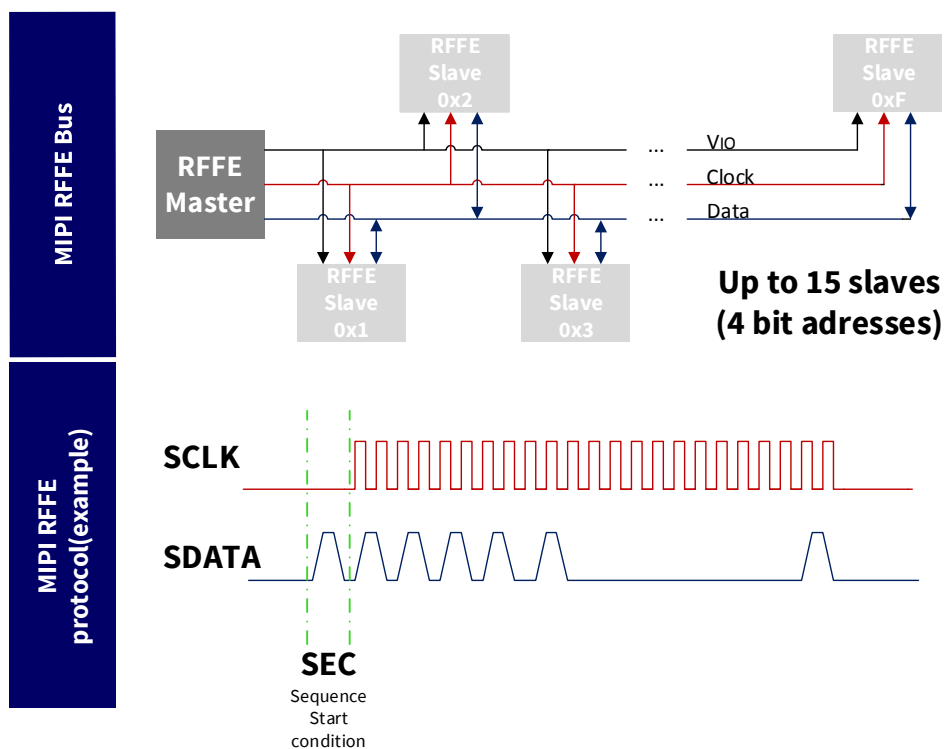 MIPI RFFE Bus
RFFE
Slave
0x2
RFFE
Slave
0xF
RFFE
Master
... VIO
... Clock
... Data
RFFE
Slave
0x1
RFFE
Slave
0x3
Up to 15 slaves
(4 bit adresses)
MIPI RFFE
protocol(example)
SCLK
SDATA
SEC
Sequence
Start
condition